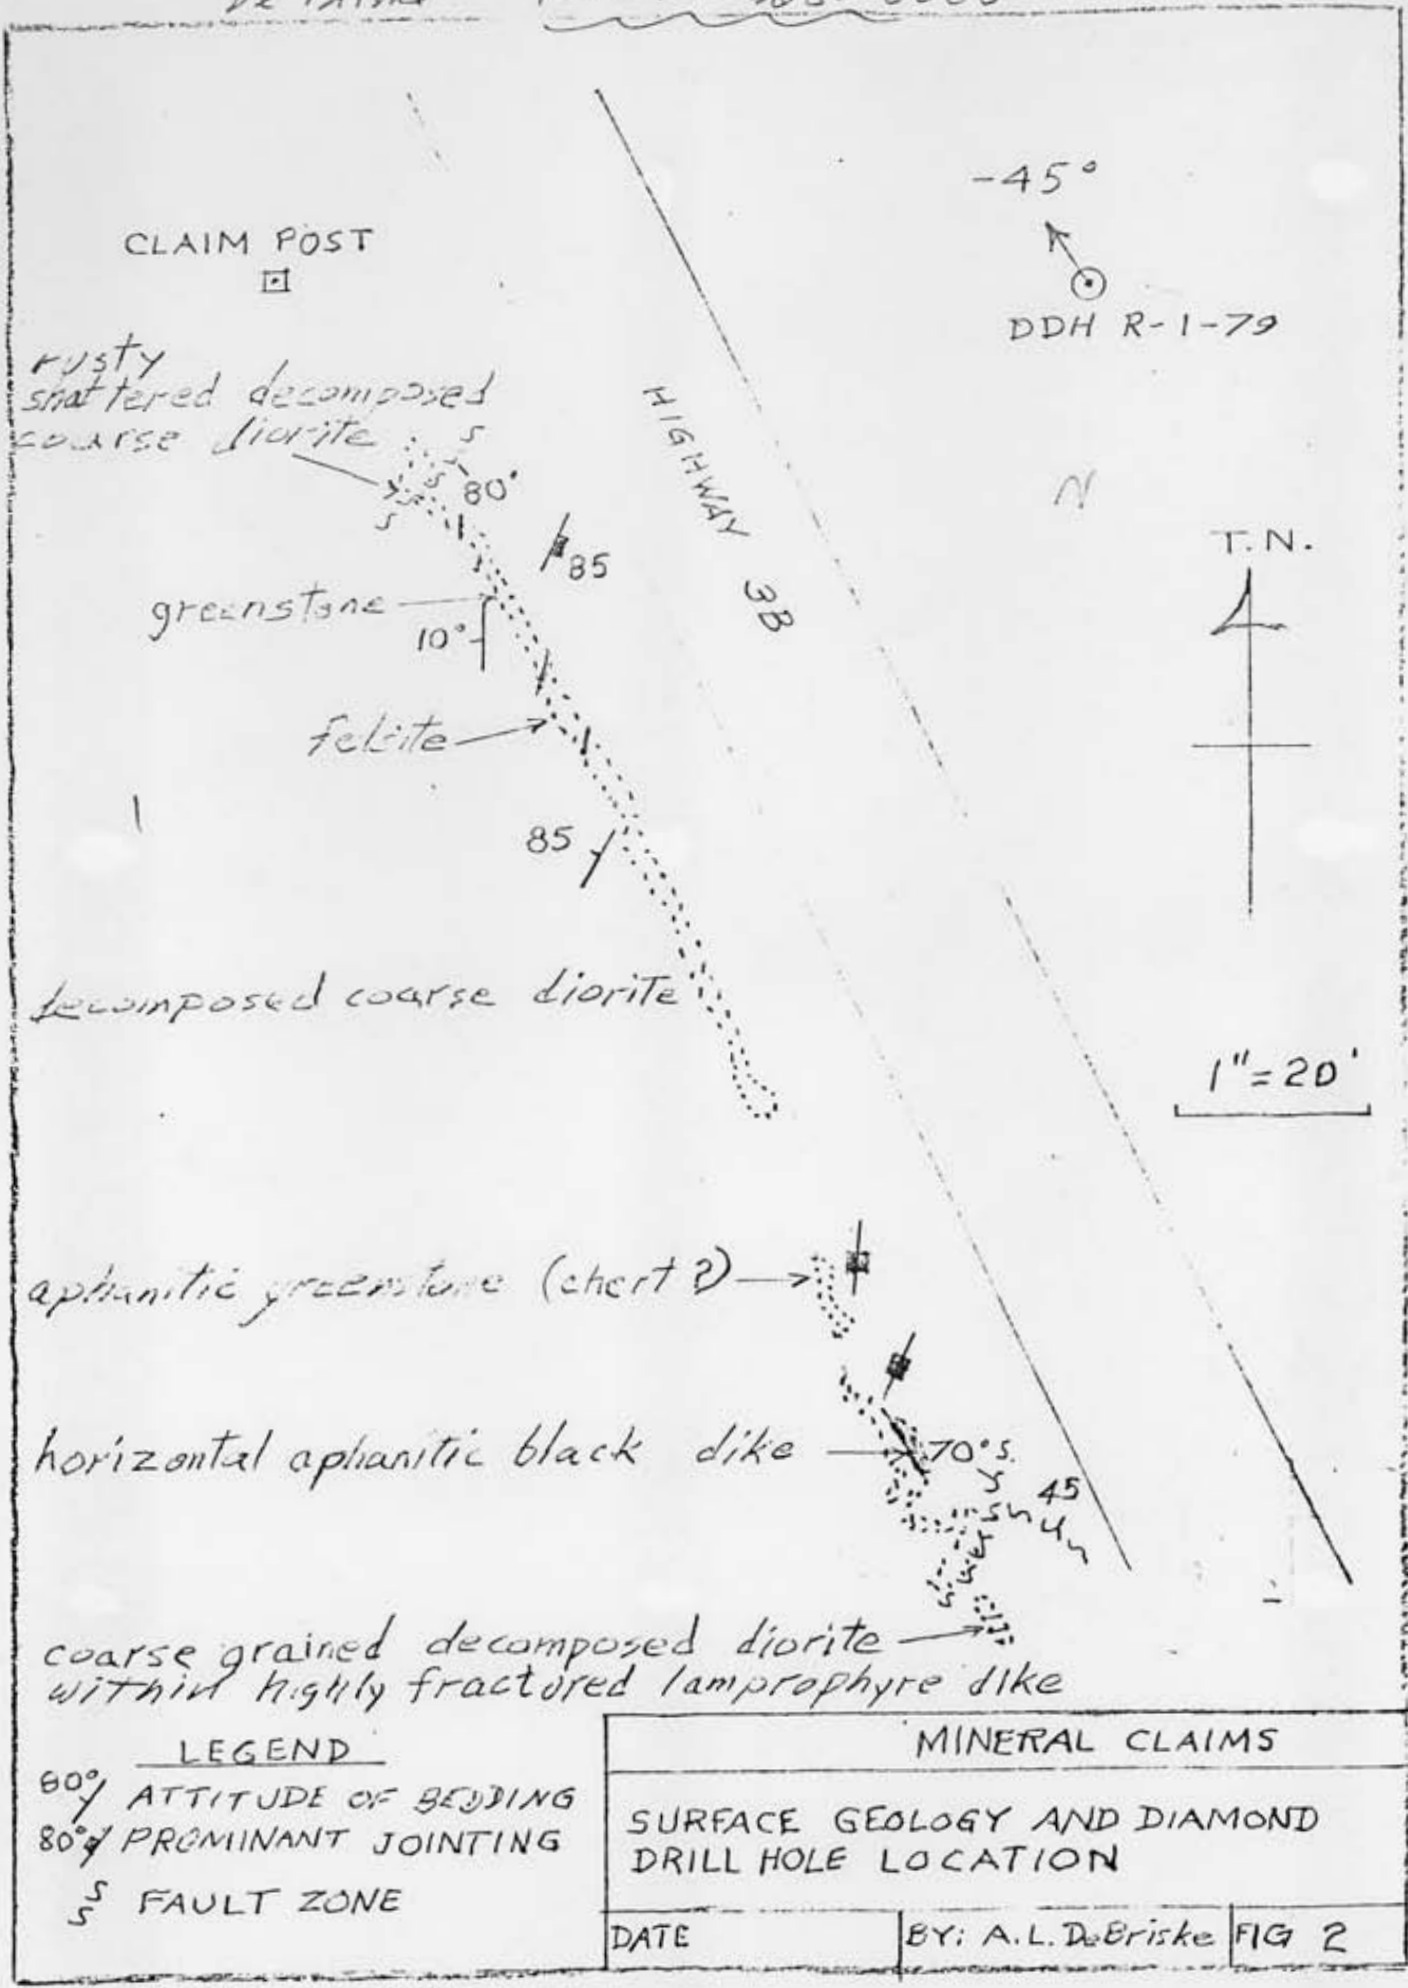 -45°
CLAIM POST
DDH R-1-79
rusty
shattered decomposed
coarse diorite
S
S
80°
S
HIGHWAY 3B
N
85
T.N.
greenstone
10°
felsite
85
decomposed coarse diorite
1"=20'
aphanitic greenstone (chert?)
horizontal aphanitic black dike
70° S.
45
coarse grained decomposed diorite
within highly fractured lamprophyre dike
LEGEND
80° ATTITUDE OF BEDDING
80° PROMINANT JOINTING
S
S FAULT ZONE
MINERAL CLAIMS
SURFACE GEOLOGY AND DIAMOND
DRILL HOLE LOCATION
DATE
BY: A.L. DeBriske
FIG 2